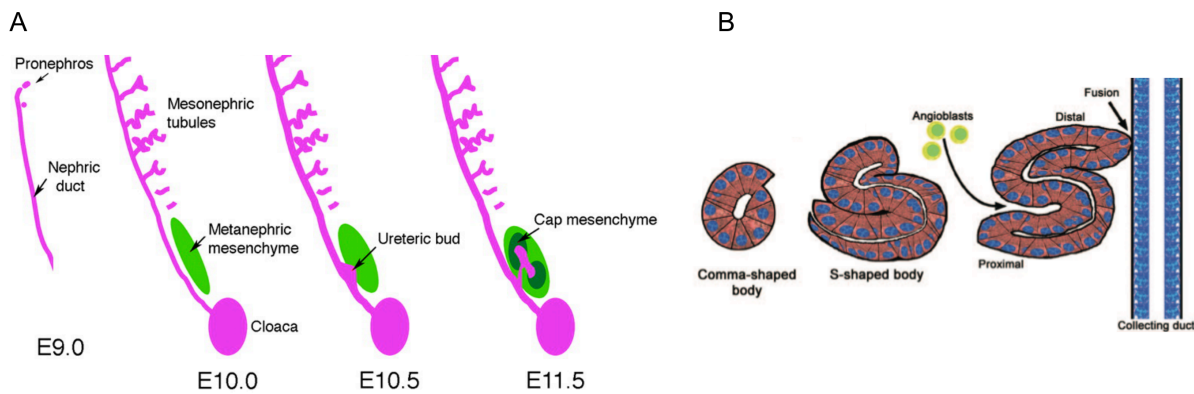 A
Pronephros
Nephric
duct
E9.0
Mesonephric
tubules
Metanephric
mesenchyme
Cloaca
E10.0
Ureteric bud
E10.5
Cap mesenchyme
E11.5
B
Comma-shaped
body
S-shaped body
Angioblasts
Distal
Fusion
Proximal
Collecting duct